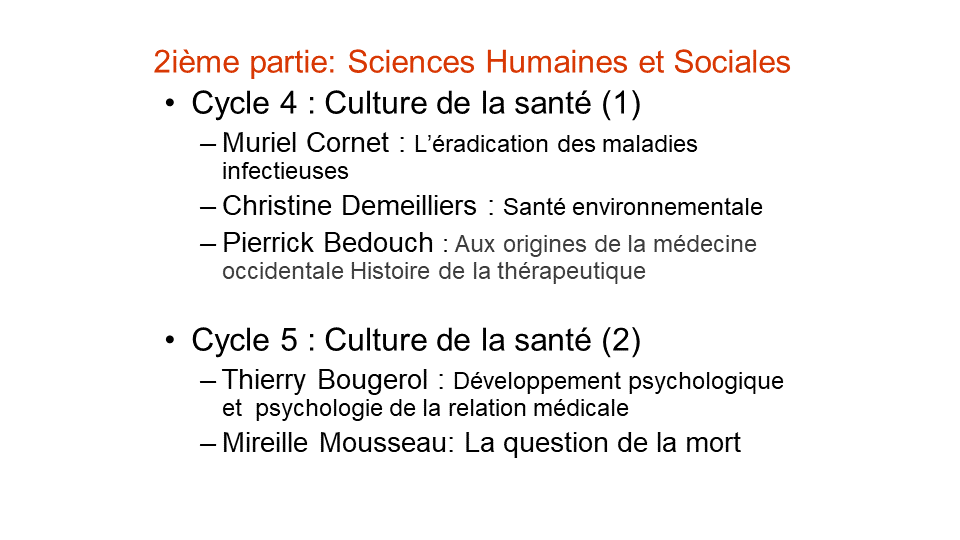 2ième partie: Sciences Humaines et Sociales
• Cycle 4 : Culture de la santé (1)
– Muriel Cornet : L’éradication des maladies
infectieuses
– Christine Demeilliers : Santé environnementale
– Pierrick Bedouch : Aux origines de la médecine
occidentale Histoire de la thérapeutique
• Cycle 5 : Culture de la santé (2)
– Thierry Bougerol : Développement psychologique
et  psychologie de la relation médicale
– Mireille Mousseau: La question de la mort